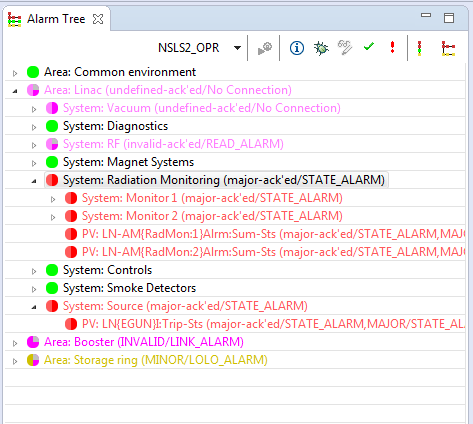 Alarm Tree
NSLS2_OPR
Area: Common environment
Area: Linac (undefined-ack'ed/No Connection)
System: Vacuum (undefined-ack'ed/No Connection)
System: Diagnostics
System: RF (invalid-ack'ed/READ_ALARM)
System: Magnet Systems
System: Radiation Monitoring (major-ack'ed/STATE_ALARM)
System: Monitor1 (major-ack'ed/STATE_ALARM)
System: Monitor 2 (major-ack'ed/STATE_ALARM)
PV: LN-AM{RadMon:1}Alrm:Sum-Sts (major-ack'ed/STATE_ALARM,MAJO
PV: LN-AM{RadMon:2}Alrm:Sum-Sts (major-ack'ed/STATE_ALARM,MAJO
System: Controls
System: Smoke Detectors
System: Source (major-ack'ed/STATE_ALARM)
PV: LN{EGUN}I:Trip-Sts (major-ack'ed/STATE_ALARM,MAJOR/STATE_AL
Area: Booster (INVALID/LINK_ALARM)
Area: Storage ring (MINOR/LOLO_ALARM)